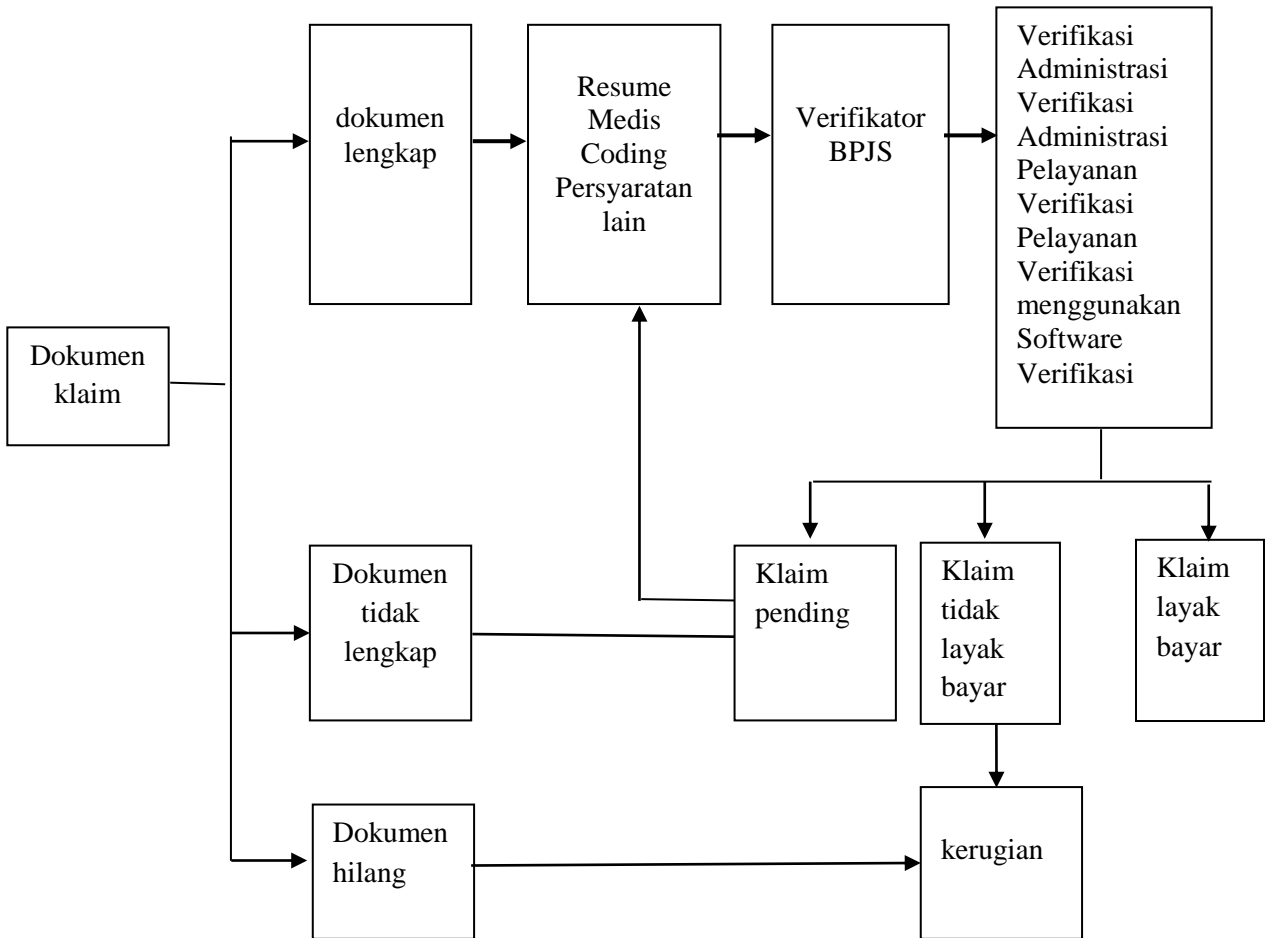 dokumen
lengkap
Resume
Medis
Coding
Persyaratan
lain
Verifikator
BPJS
Verifikasi
Administrasi
Verifikasi
Administrasi
Pelayanan
Verifikasi
Pelayanan
Verifikasi
menggunakan
Software
Verifikasi
Dokumen
klaim
Dokumen
tidak
lengkap
Klaim
pending
Klaim
tidak
layak
bayar
Klaim
layak
bayar
Dokumen
hilang
kerugian